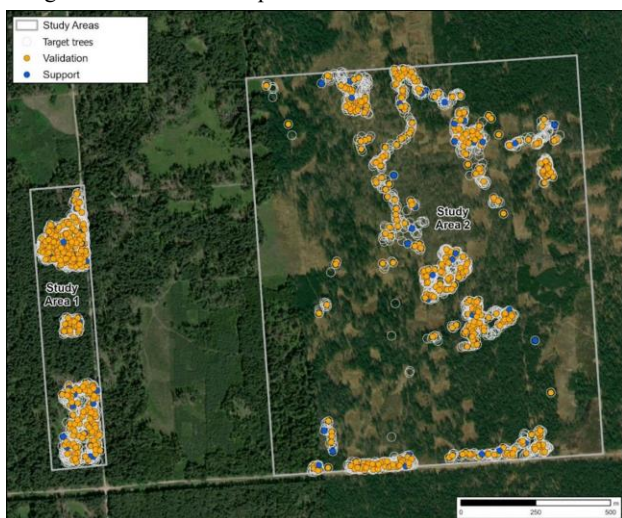 Study Areas
Target trees
Validation
Support
Study
Area 2
Study
Area 1
0 250 500